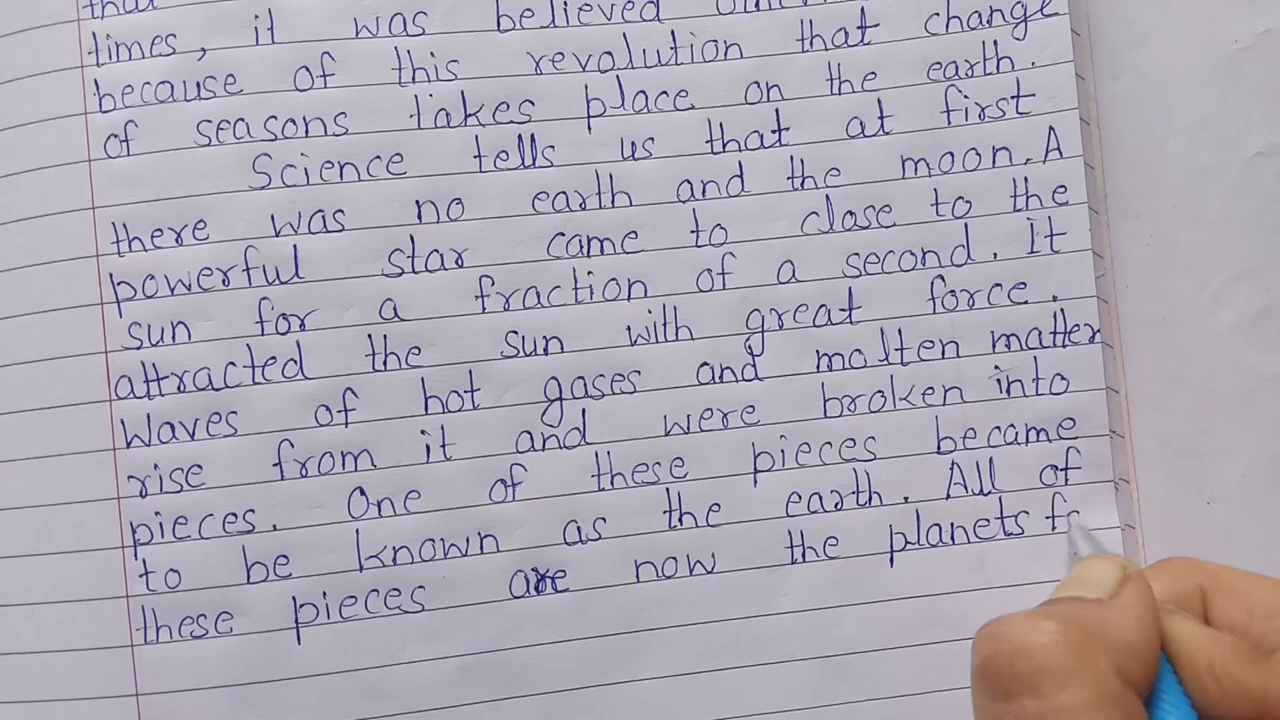 times, it was believed
because of this revolution that change
of seasons takes place on the earth.
Science tells us that at first
there was no earth and the moon. A
powerful star came to close to the
sun for a fraction of a second. It
attracted the sun with great force.
Waves of hot gases and molten matter
rise from it and were broken into
pieces. One of these pieces became
to be known as the earth. All of
these pieces are now the planets